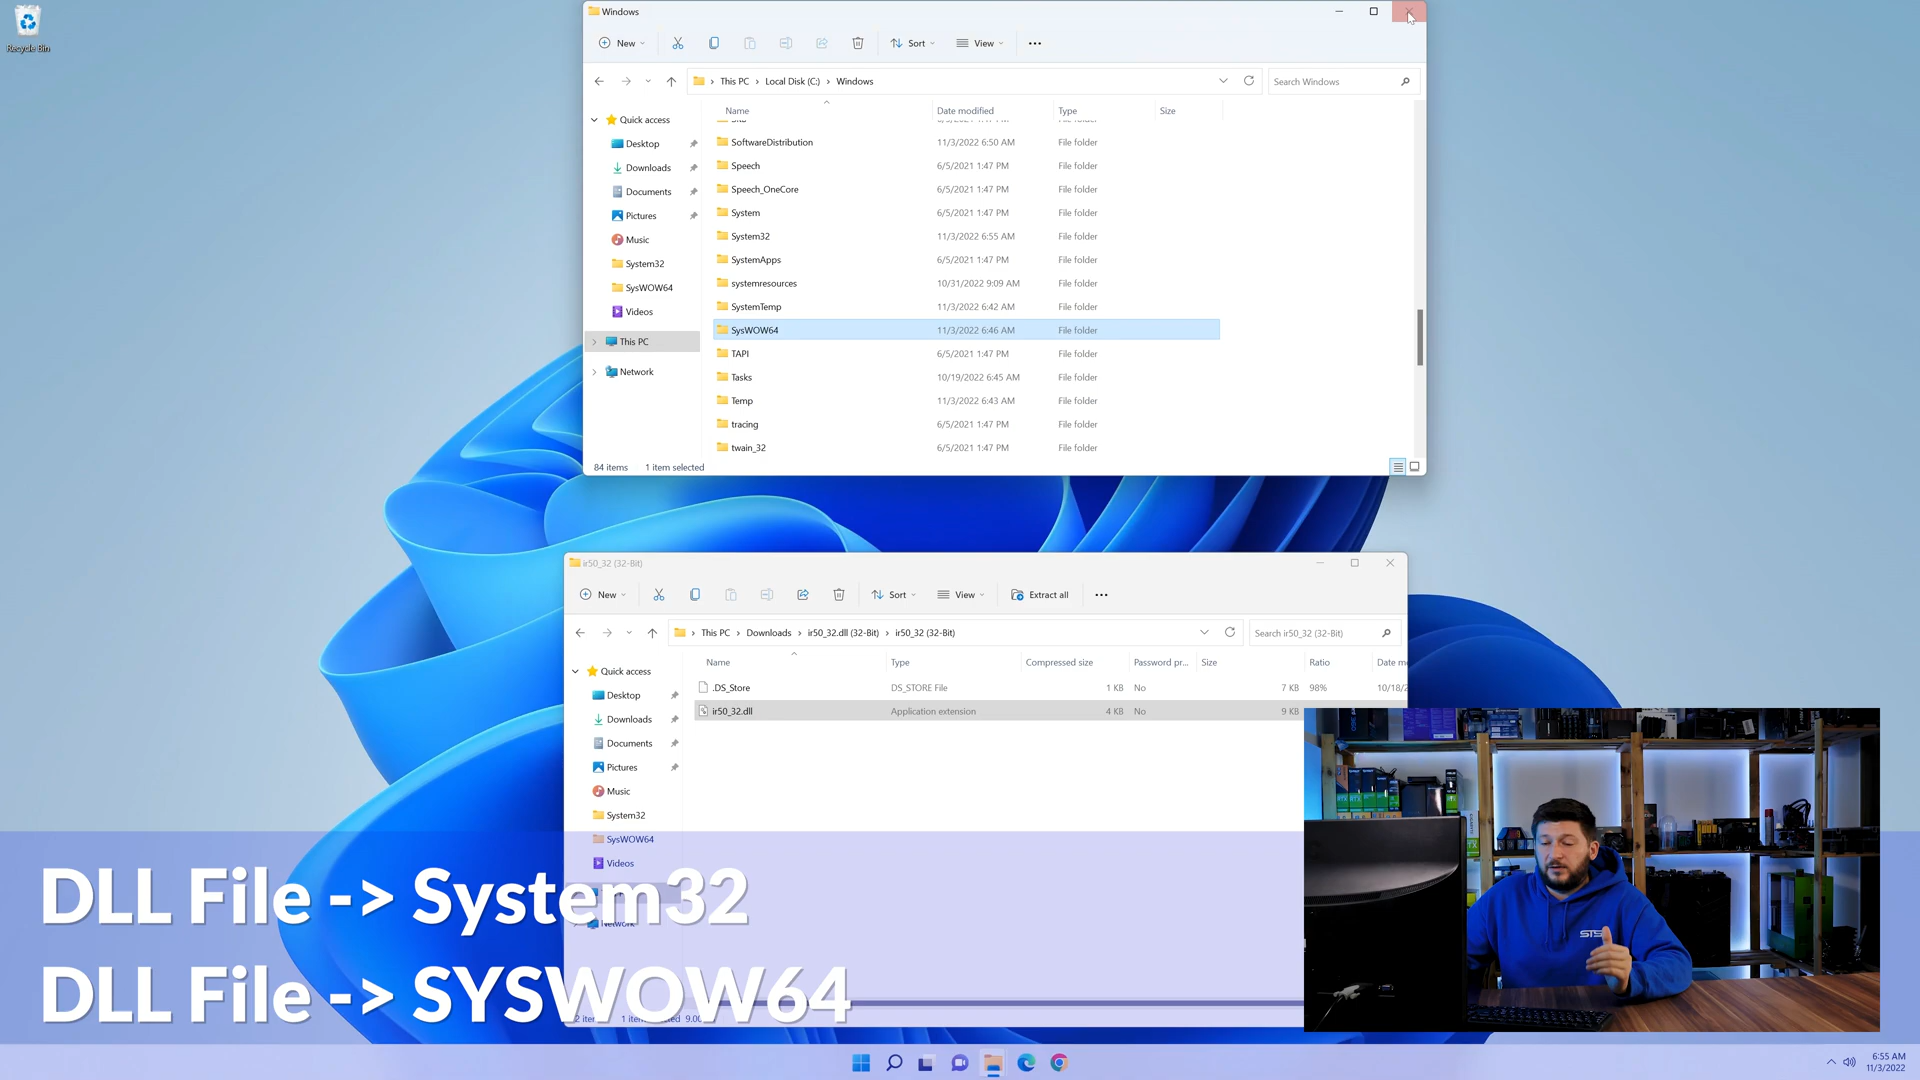 Recycle Bin
Windows
New
Sort
View
This PC > Local Disk (C:) > Windows
Search Windows
Name Date modified Type Size
Quick access
Desktop
Downloads
Documents
Pictures
Music
System32
SysWOW64
Videos
This PC
Network
SoftwareDistribution 11/3/2022 6:50 AM File folder
Speech 6/5/2021 1:47 PM File folder
Speech_OneCore 6/5/2021 1:47 PM File folder
System 6/5/2021 1:47 PM File folder
System32 11/3/2022 6:55 AM File folder
SystemApps 6/5/2021 1:47 PM File folder
systemresources 10/31/2022 9:09 AM File folder
SystemTemp 11/3/2022 6:42 AM File folder
SysWOW64 11/3/2022 6:46 AM File folder
TAPI 6/5/2021 1:47 PM File folder
Tasks 10/19/2022 6:45 AM File folder
Temp 11/3/2022 6:43 AM File folder
tracing 6/5/2021 1:47 PM File folder
twain_32 6/5/2021 1:47 PM File folder
84 items 1 item selected
ir50_32 (32-Bit)
New
Sort
View
Extract all
This PC > Downloads > ir50_32.dll (32-Bit) > ir50_32 (32-Bit)
Search ir50_32 (32-Bit)
Name Type Compressed size Password pr... Size Ratio Date
Quick access
Desktop
Downloads
Documents
Pictures
Music
System32
SysWOW64
Videos
Network
.DS_Store DS_STORE File 1 KB No 7 KB 98%
ir50_32.dll Application extension 4 KB No 9 KB
DLL File -> System32
DLL File -> SYSWOW64
6:55 AM
11/3/2022